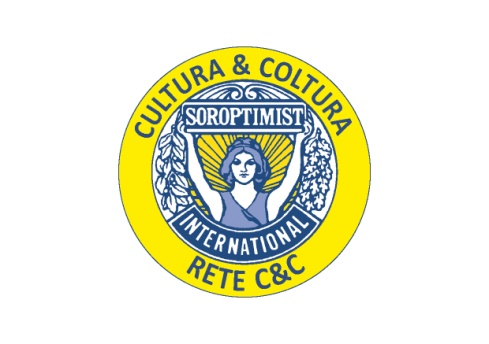 CULTURA & COLTURA
SOROPTIMIST
INTERNATIONAL
RETE C&C